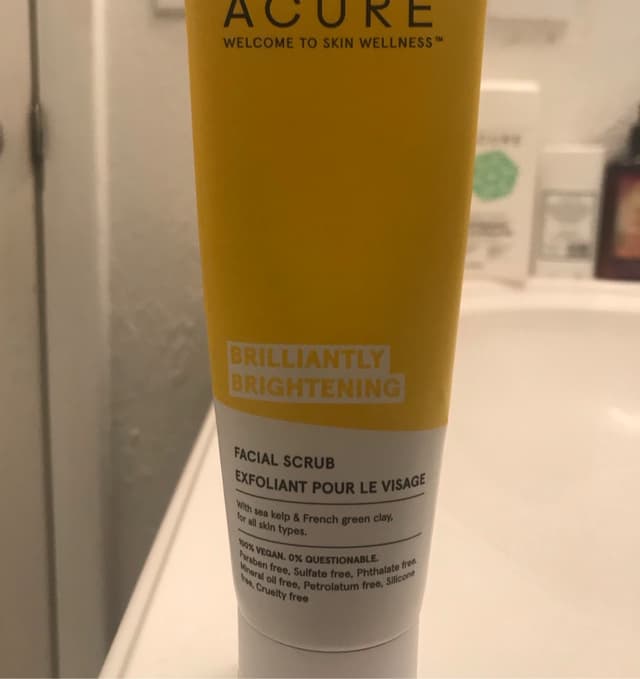 ACURE
WELCOME TO SKIN WELLNESS™
BRILLIANTLY
BRIGHTENING
FACIAL SCRUB
EXFOLIANT POUR LE VISAGE
With sea kelp & French green clay,
for all skin types.
100% VEGAN. 0% QUESTIONABLE.
Paraben free, Sulfate free, Phthalate free,
Mineral oil free, Petrolatum free, Silicone
free, Cruelty free